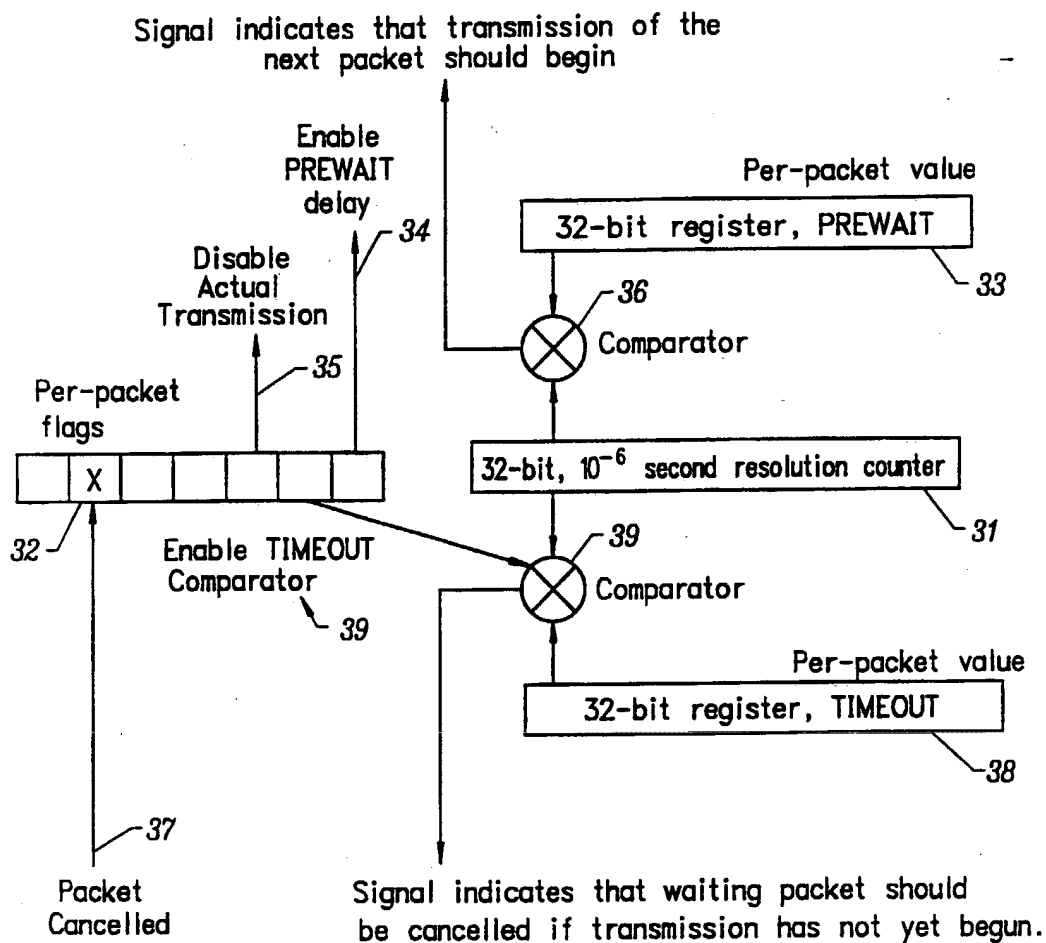 Signal indicates that transmission of the
next packet should begin
Enable
PREWAIT
delay
34
Disable
Actual
Transmission
35
Per-packet value
32-bit register, PREWAIT
33
36
Comparator
Per-packet
flags
X
32
32-bit, 10⁻⁶ second resolution counter
31
Enable TIMEOUT
Comparator
39
39
Comparator
Per-packet value
32-bit register, TIMEOUT
38
37
Packet
Cancelled
Signal indicates that waiting packet should
be cancelled if transmission has not yet begun.